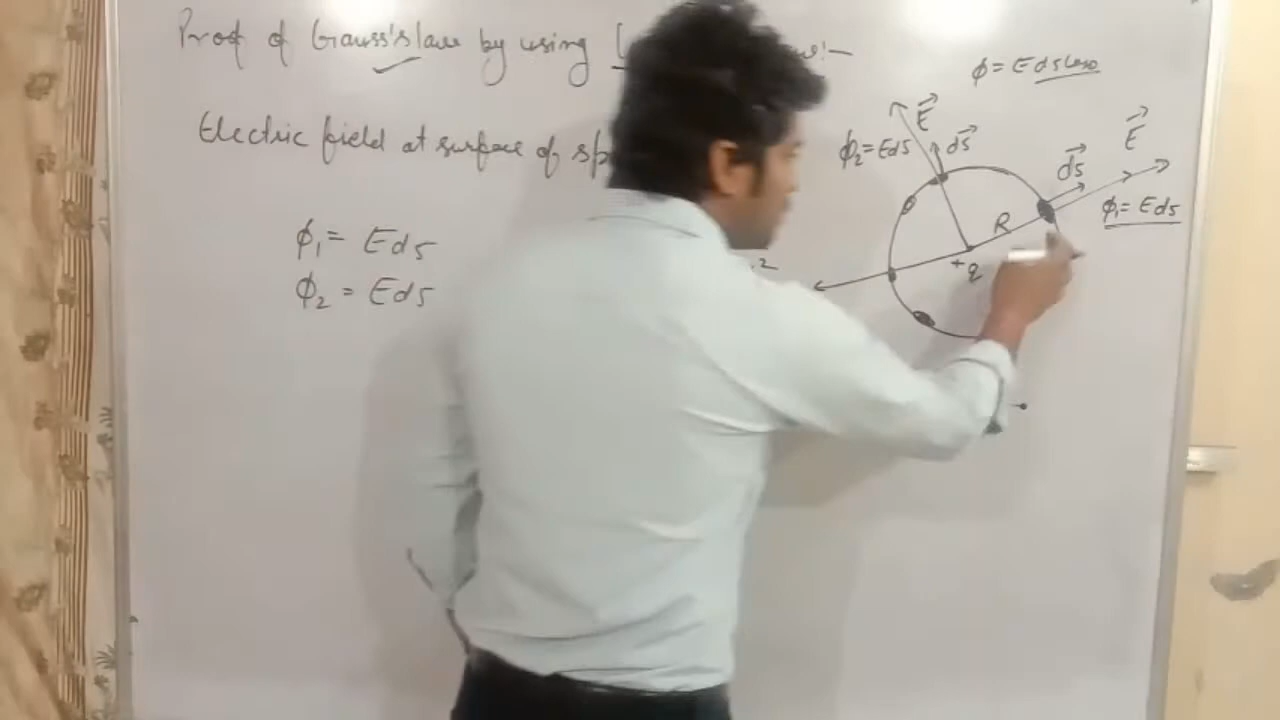 Proof of Gauss's law by using
Electric field at surface of
ϕ₁ = Eds
ϕ₂ = Eds
ϕ = Eds cosθ
E⃗
ds⃗
ϕ₂ = Eds
E⃗
ds⃗
ϕ₁ = Eds
R
+q